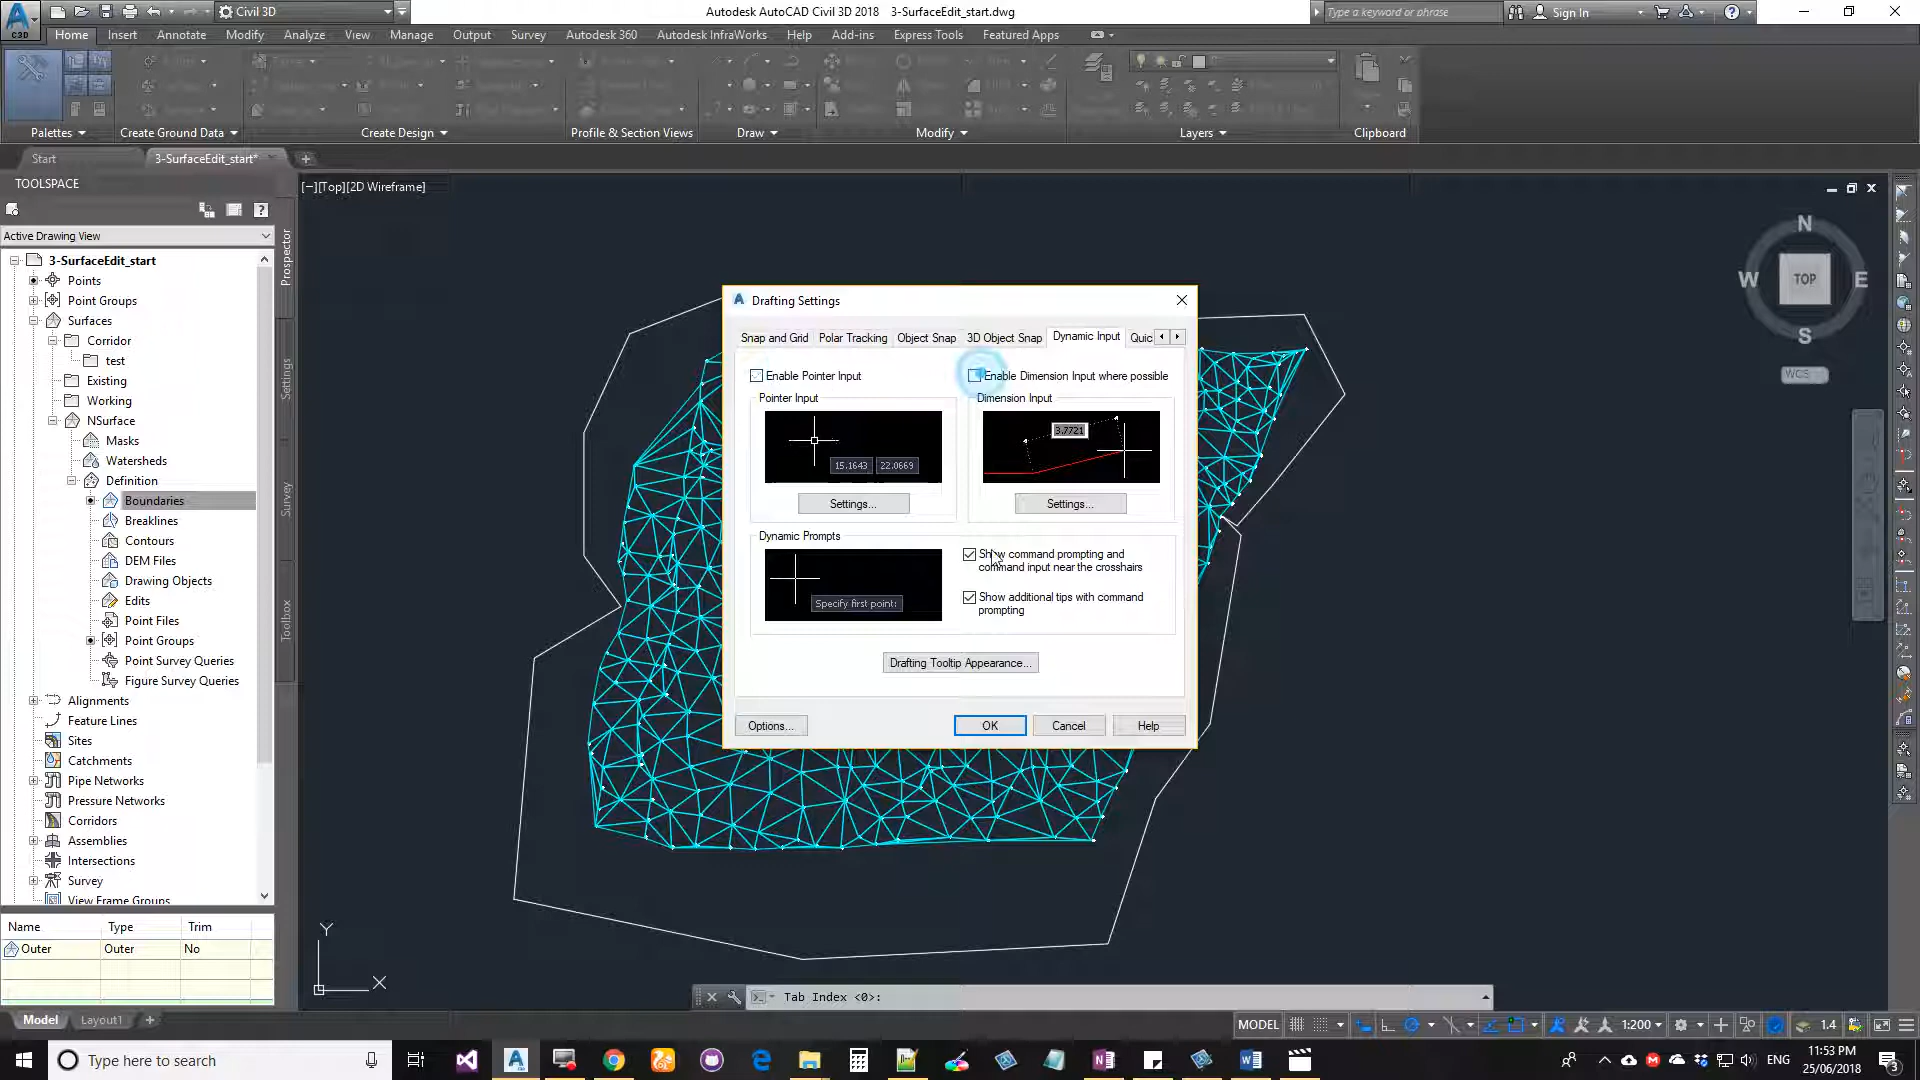 C3D
Civil 3D
Autodesk AutoCAD Civil 3D 2018 3-SurfaceEdit_start.dwg
Type a keyword or phrase
Sign In
Home Insert Annotate Modify Analyze View Manage Output Survey Autodesk 360 Autodesk InfraWorks Help Add-ins Express Tools Featured Apps
Palettes Create Ground Data Create Design Profile & Section Views Draw Modify Layers Clipboard
Start 3-SurfaceEdit_start*
TOOLSPACE
[−][Top][2D Wireframe]
Active Drawing View
Prospector
Settings
Survey
Toolbox
3-SurfaceEdit_start
Points
Point Groups
Surfaces
Corridor
test
Existing
Working
NSurface
Masks
Watersheds
Definition
Boundaries
Breaklines
Contours
DEM Files
Drawing Objects
Edits
Point Files
Point Groups
Point Survey Queries
Figure Survey Queries
Alignments
Feature Lines
Sites
Catchments
Pipe Networks
Pressure Networks
Corridors
Assemblies
Intersections
Survey
View Frame Groups
Name Type Trim
Outer Outer No
N
W TOP E
S
WCS
Drafting Settings
Snap and Grid Polar Tracking Object Snap 3D Object Snap Dynamic Input Quic
Enable Pointer Input
Enable Dimension Input where possible
Pointer Input
Dimension Input
3.7721
15.1643 22.0669
Settings...
Settings...
Dynamic Prompts
Specify first point:
Show command prompting and
command input near the crosshairs
Show additional tips with command
prompting
Drafting Tooltip Appearance...
Options... OK Cancel Help
Y
X
Tab Index <0>:
Model Layout1
MODEL 1:200 1.4
Type here to search
ENG
11:53 PM
25/06/2018
3